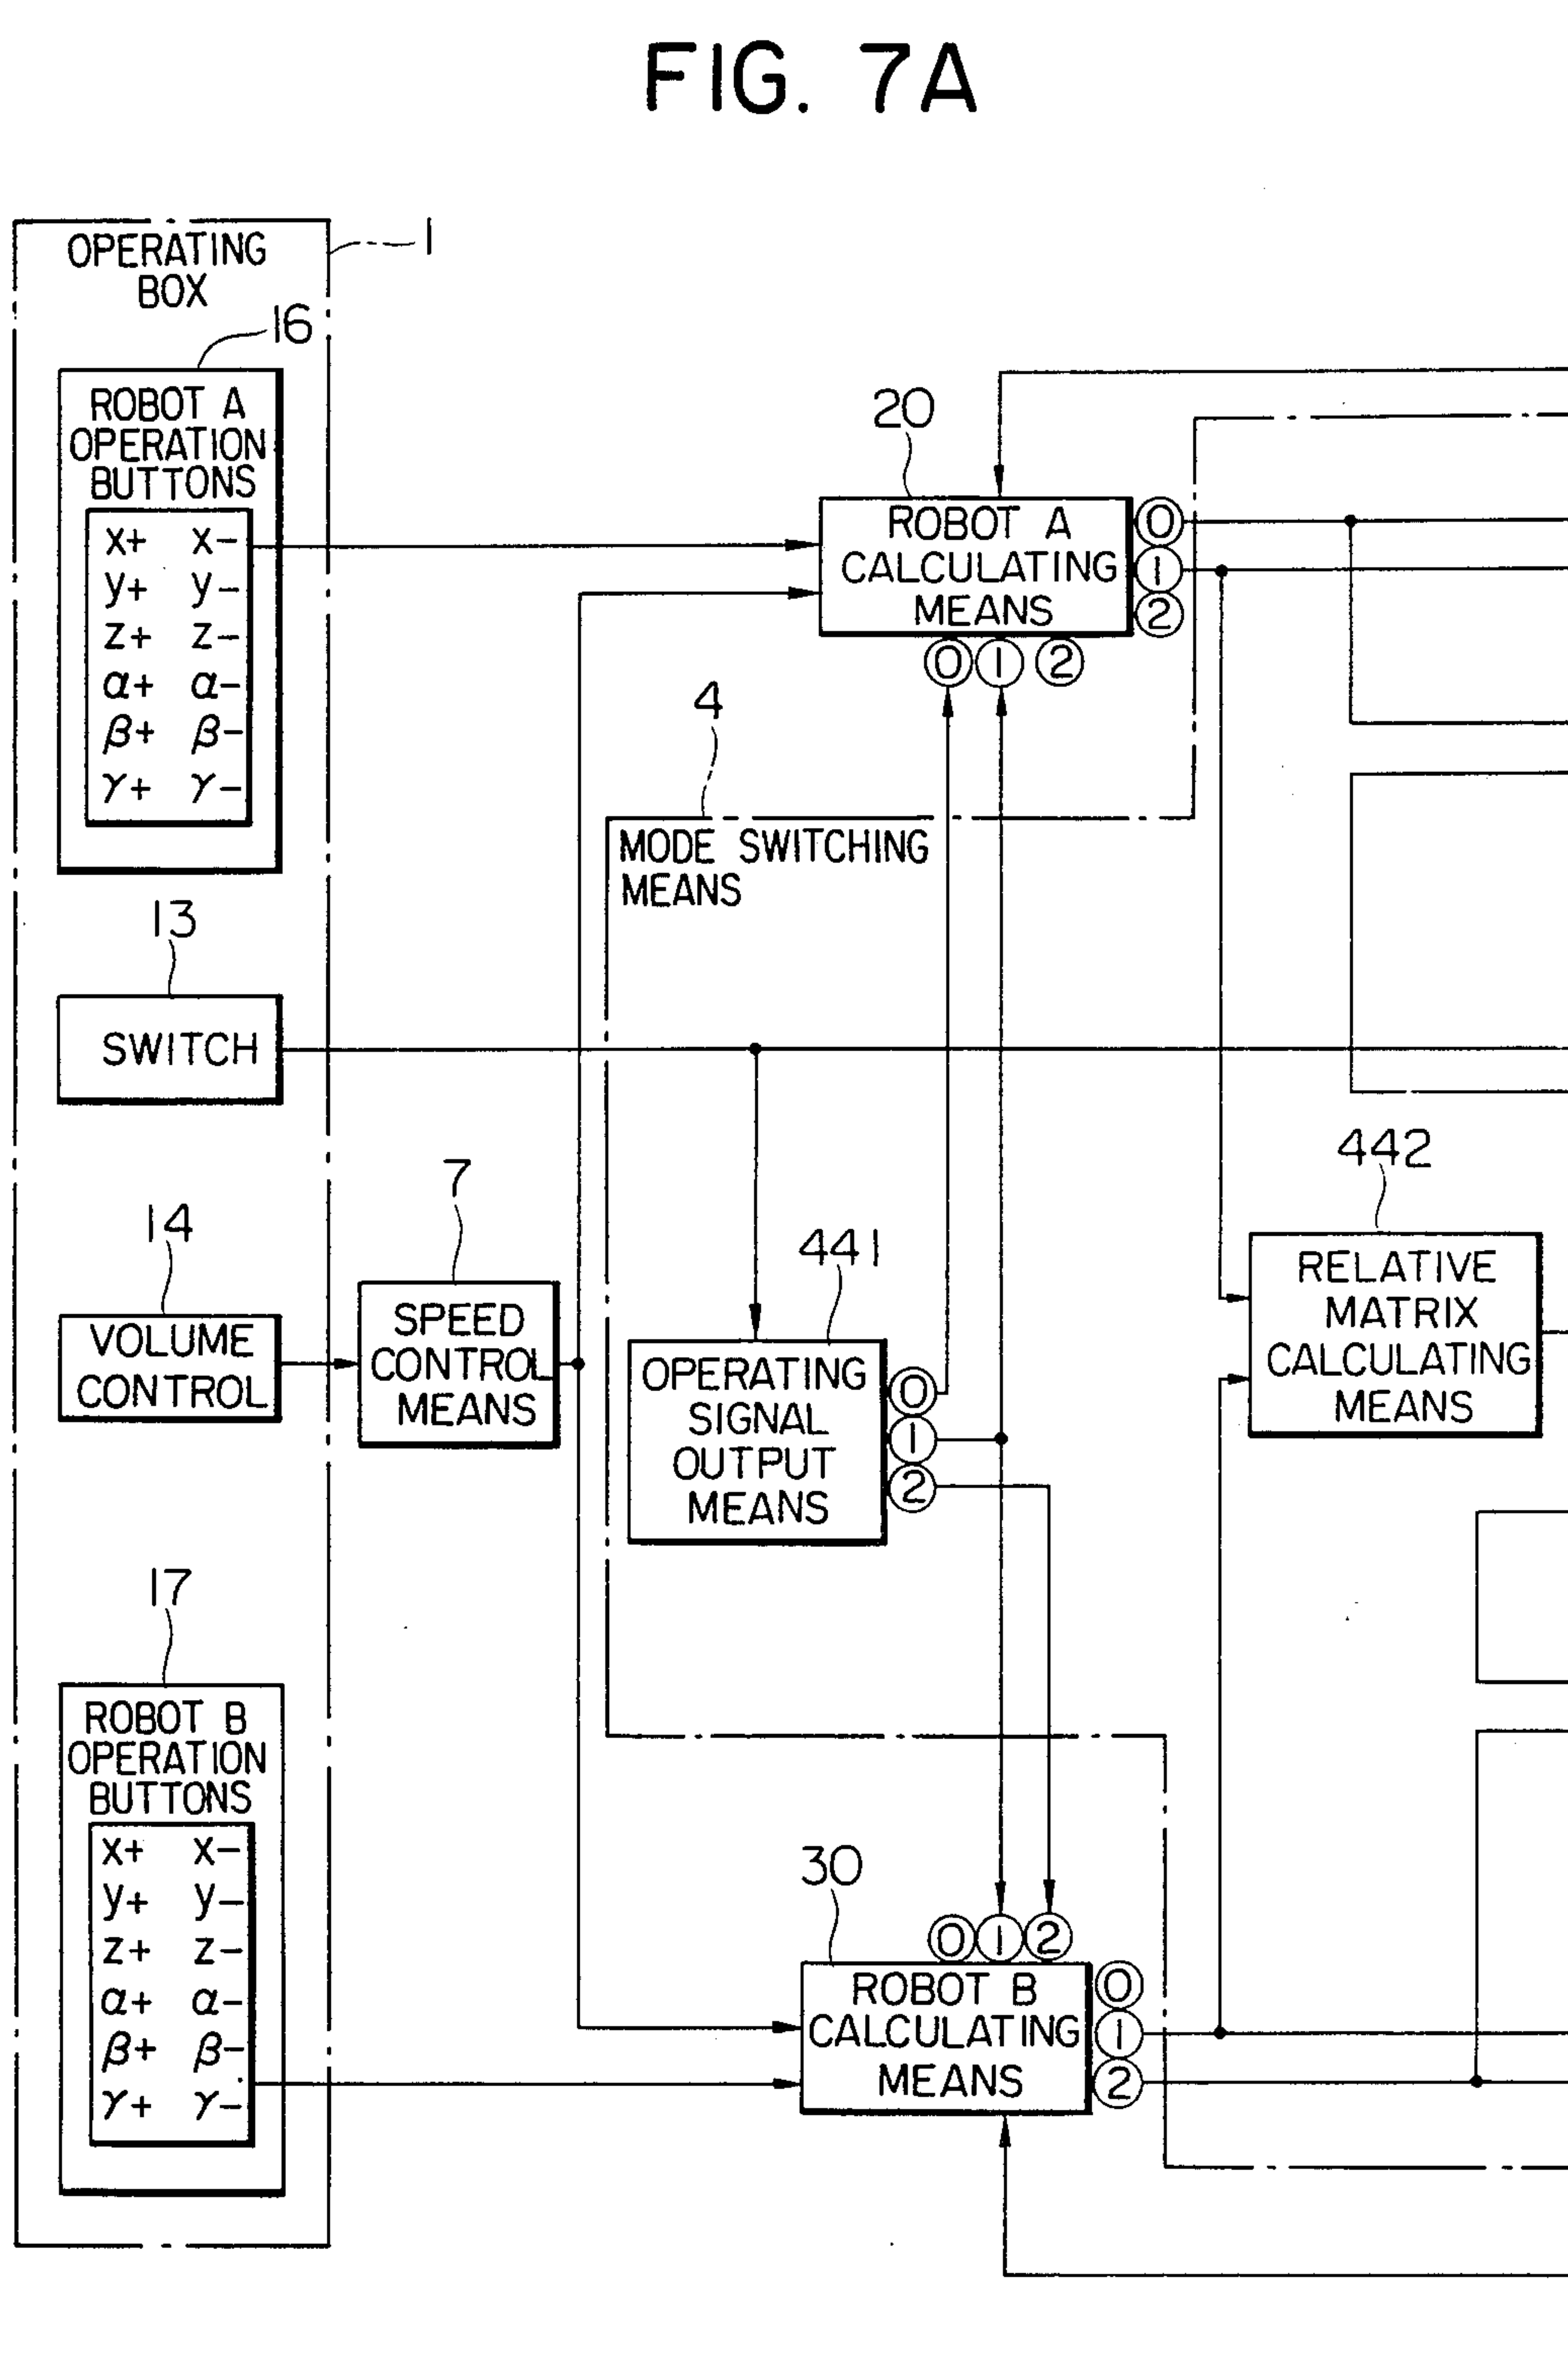 FIG. 7A
OPERATING
BOX
1
16
ROBOT A
OPERATION
BUTTONS
x+ x-
y+ y-
z+ z-
α+ α-
β+ β-
γ+ γ-
13
SWITCH
14
VOLUME
CONTROL
7
SPEED
CONTROL
MEANS
17
ROBOT B
OPERATION
BUTTONS
x+ x-
y+ y-
z+ z-
α+ α-
β+ β-
γ+ γ-
20
ROBOT A
CALCULATING
MEANS
⓪
①
②
⓪ ① ②
4
MODE SWITCHING
MEANS
441
OPERATING
SIGNAL
OUTPUT
MEANS
⓪
①
②
442
RELATIVE
MATRIX
CALCULATING
MEANS
30
⓪ ① ②
ROBOT B
CALCULATING
MEANS
⓪
①
②